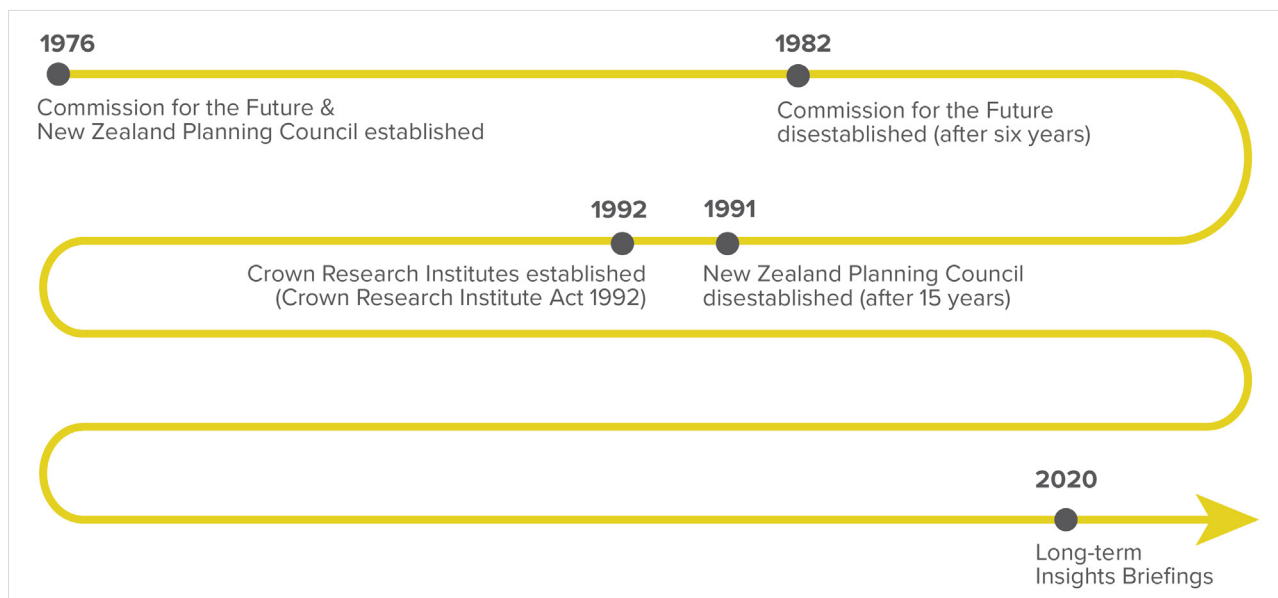 1976
Commission for the Future &
New Zealand Planning Council established
1982
Commission for the Future
disestablished (after six years)
1991
New Zealand Planning Council
disestablished (after 15 years)
1992
Crown Research Institutes established
(Crown Research Institute Act 1992)
2020
Long-term
Insights Briefings